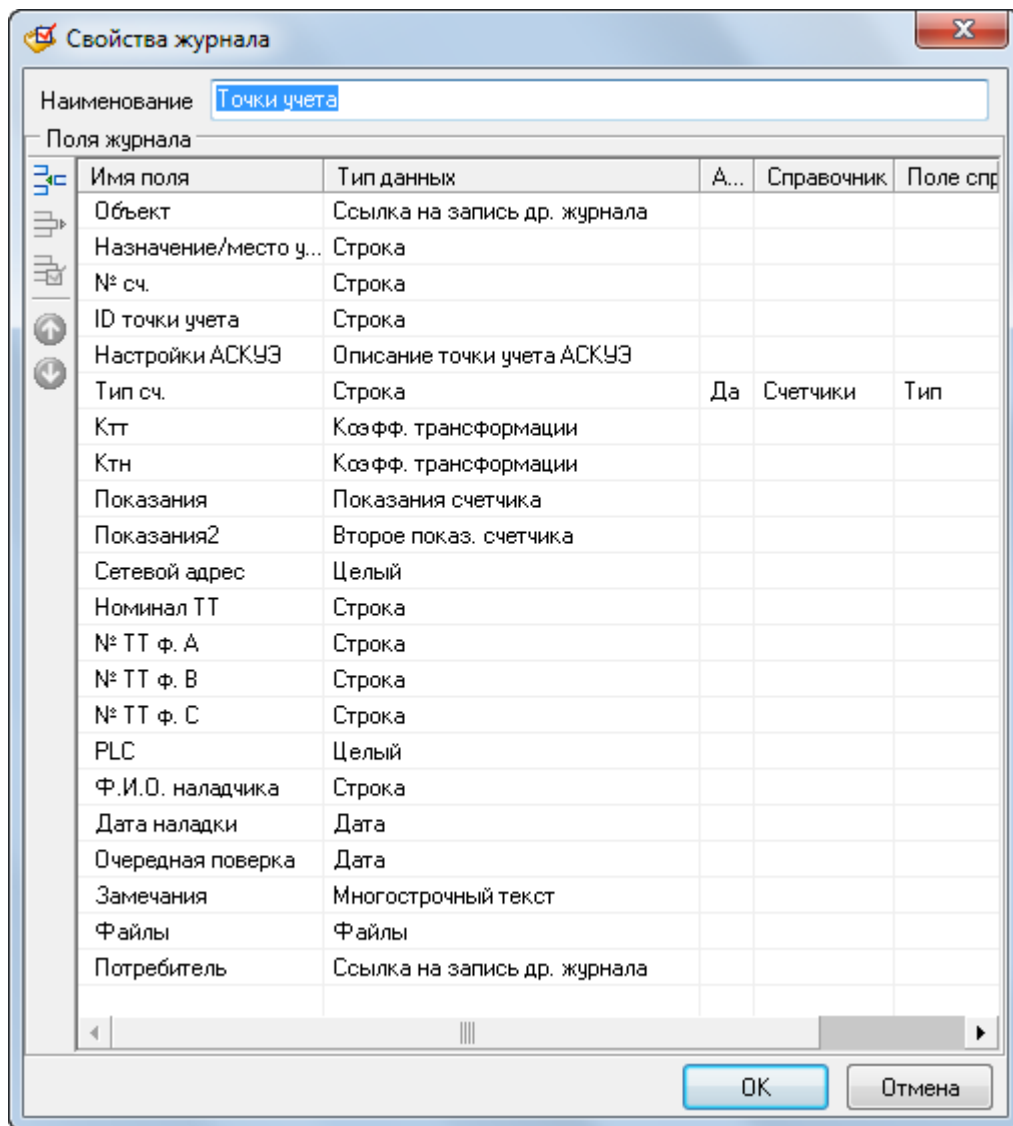 Свойства журнала
Наименование Точки учета
Поля журнала
Имя поля Тип данных А... Справочник Поле спр
Объект Ссылка на запись др. журнала
Назначение/место у... Строка
№ сч. Строка
ID точки учета Строка
Настройки АСКУЭ Описание точки учета АСКУЭ
Тип сч. Строка Да Счетчики Тип
Ктт Коэфф. трансформации
Ктн Коэфф. трансформации
Показания Показания счетчика
Показания2 Второе показ. счетчика
Сетевой адрес Целый
Номинал ТТ Строка
№ ТТ ф. А Строка
№ ТТ ф. В Строка
№ ТТ ф. С Строка
PLC Целый
Ф.И.О. наладчика Строка
Дата наладки Дата
Очередная поверка Дата
Замечания Многострочный текст
Файлы Файлы
Потребитель Ссылка на запись др. журнала
OK Отмена